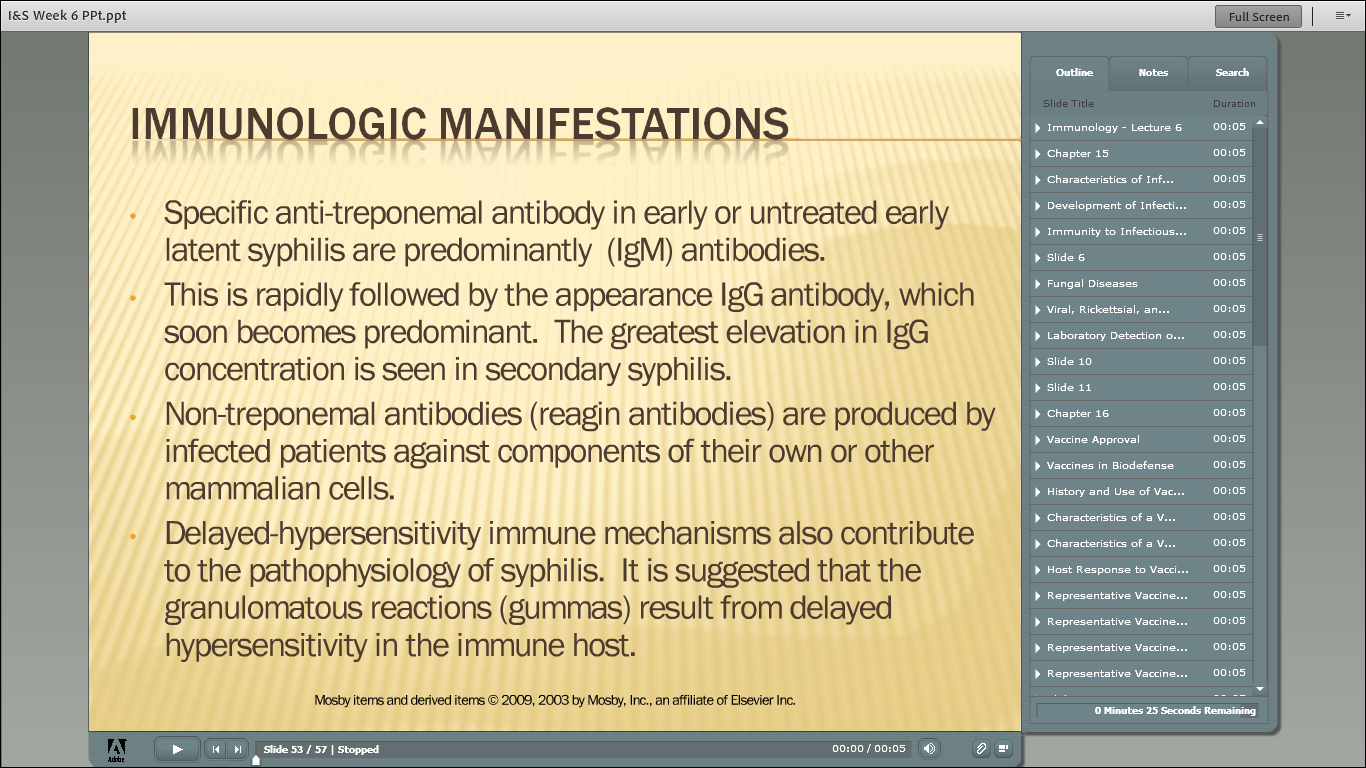 I&S Week 6 PPt.ppt
Full Screen
IMMUNOLOGIC MANIFESTATIONS
• Specific anti-treponemal antibody in early or untreated early
latent syphilis are predominantly (IgM) antibodies.
• This is rapidly followed by the appearance IgG antibody, which
soon becomes predominant. The greatest elevation in IgG
concentration is seen in secondary syphilis.
• Non-treponemal antibodies (reagin antibodies) are produced by
infected patients against components of their own or other
mammalian cells.
• Delayed-hypersensitivity immune mechanisms also contribute
to the pathophysiology of syphilis. It is suggested that the
granulomatous reactions (gummas) result from delayed
hypersensitivity in the immune host.
Mosby items and derived items © 2009, 2003 by Mosby, Inc., an affiliate of Elsevier Inc.
Outline Notes Search
Slide Title Duration
Immunology - Lecture 6 00:05
Chapter 15 00:05
Characteristics of Inf... 00:05
Development of Infecti... 00:05
Immunity to Infectious... 00:05
Slide 6 00:05
Fungal Diseases 00:05
Viral, Rickettsial, an... 00:05
Laboratory Detection o... 00:05
Slide 10 00:05
Slide 11 00:05
Chapter 16 00:05
Vaccine Approval 00:05
Vaccines in Biodefense 00:05
History and Use of Vac... 00:05
Characteristics of a V... 00:05
Characteristics of a V... 00:05
Host Response to Vacci... 00:05
Representative Vaccine... 00:05
Representative Vaccine... 00:05
Representative Vaccine... 00:05
Representative Vaccine... 00:05
0 Minutes 25 Seconds Remaining
Adobe
Slide 53 / 57 | Stopped 00:00 / 00:05